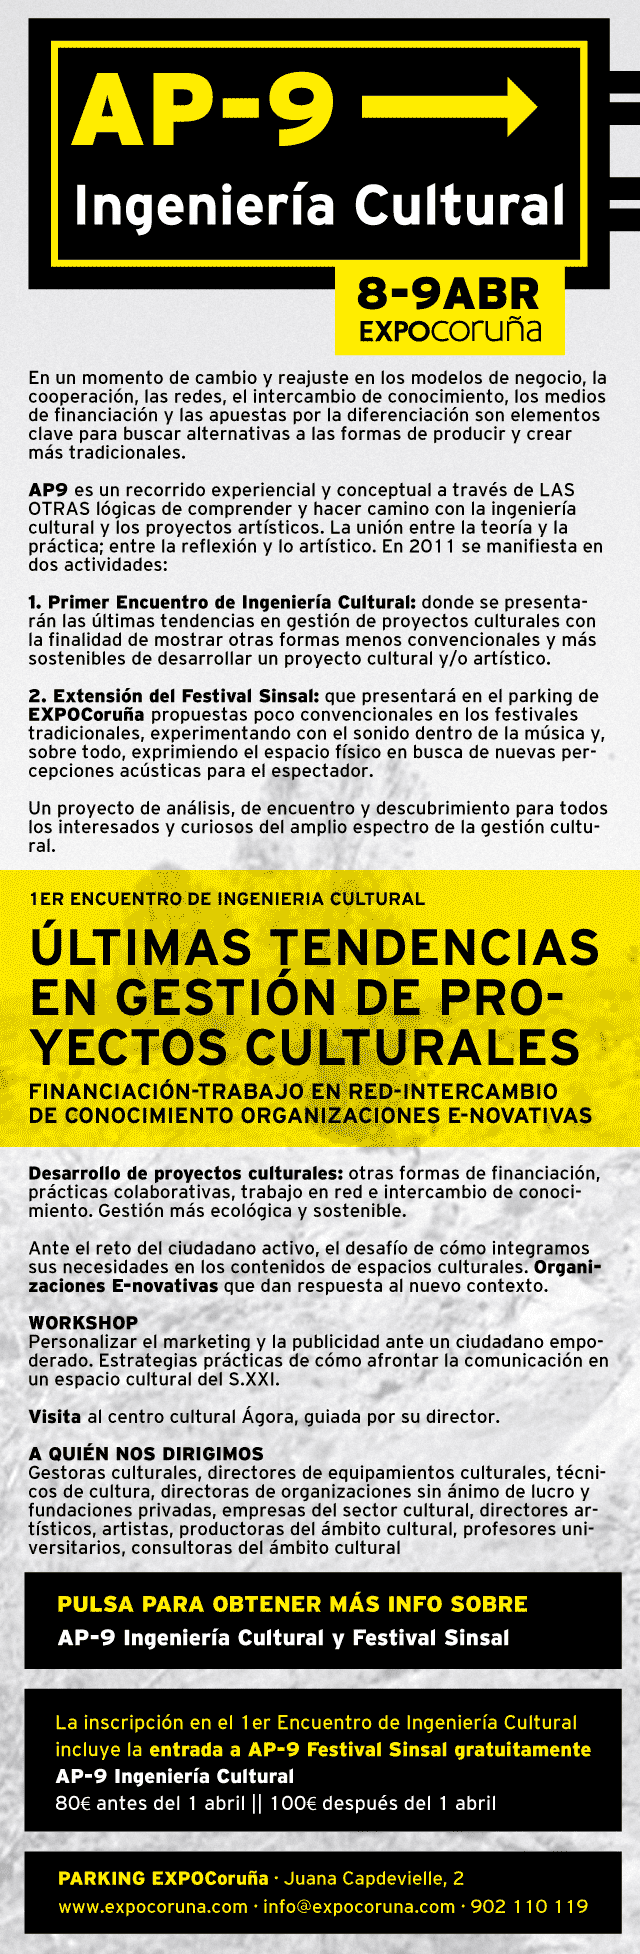 AP-9
Ingeniería Cultural
8-9ABR
EXPOcoruña
En un momento de cambio y reajuste en los modelos de negocio, la
cooperación, las redes, el intercambio de conocimiento, los medios
de financiación y las apuestas por la diferenciación son elementos
clave para buscar alternativas a las formas de producir y crear
más tradicionales.
AP9 es un recorrido experiencial y conceptual a través de LAS
OTRAS lógicas de comprender y hacer camino con la ingeniería
cultural y los proyectos artísticos. La unión entre la teoría y la
práctica; entre la reflexión y lo artístico. En 2011 se manifiesta en
dos actividades:
1. Primer Encuentro de Ingeniería Cultural: donde se presenta-
rán las últimas tendencias en gestión de proyectos culturales con
la finalidad de mostrar otras formas menos convencionales y más
sostenibles de desarrollar un proyecto cultural y/o artístico.
2. Extensión del Festival Sinsal: que presentará en el parking de
EXPOCoruña propuestas poco convencionales en los festivales
tradicionales, experimentando con el sonido dentro de la música y,
sobre todo, exprimiendo el espacio físico en busca de nuevas per-
cepciones acústicas para el espectador.
Un proyecto de análisis, de encuentro y descubrimiento para todos
los interesados y curiosos del amplio espectro de la gestión cultu-
ral.
1ER ENCUENTRO DE INGENIERIA CULTURAL
ÚLTIMAS TENDENCIAS
EN GESTIÓN DE PRO-
YECTOS CULTURALES
FINANCIACIÓN-TRABAJO EN RED-INTERCAMBIO
DE CONOCIMIENTO ORGANIZACIONES E-NOVATIVAS
Desarrollo de proyectos culturales: otras formas de financiación,
prácticas colaborativas, trabajo en red e intercambio de conoci-
miento. Gestión más ecológica y sostenible.
Ante el reto del ciudadano activo, el desafío de cómo integramos
sus necesidades en los contenidos de espacios culturales. Organi-
zaciones E-novativas que dan respuesta al nuevo contexto.
WORKSHOP
Personalizar el marketing y la publicidad ante un ciudadano empo-
derado. Estrategias prácticas de cómo afrontar la comunicación en
un espacio cultural del S.XXI.
Visita al centro cultural Ágora, guiada por su director.
A QUIÉN NOS DIRIGIMOS
Gestoras culturales, directores de equipamientos culturales, técni-
cos de cultura, directoras de organizaciones sin ánimo de lucro y
fundaciones privadas, empresas del sector cultural, directores ar-
tísticos, artistas, productoras del ámbito cultural, profesores uni-
versitarios, consultoras del ámbito cultural
PULSA PARA OBTENER MÁS INFO SOBRE
AP-9 Ingeniería Cultural y Festival Sinsal
La inscripción en el 1er Encuentro de Ingeniería Cultural
incluye la entrada a AP-9 Festival Sinsal gratuitamente
AP-9 Ingeniería Cultural
80€ antes del 1 abril || 100€ después del 1 abril
PARKING EXPOCoruña · Juana Capdevielle, 2
www.expocoruna.com · info@expocoruna.com · 902 110 119